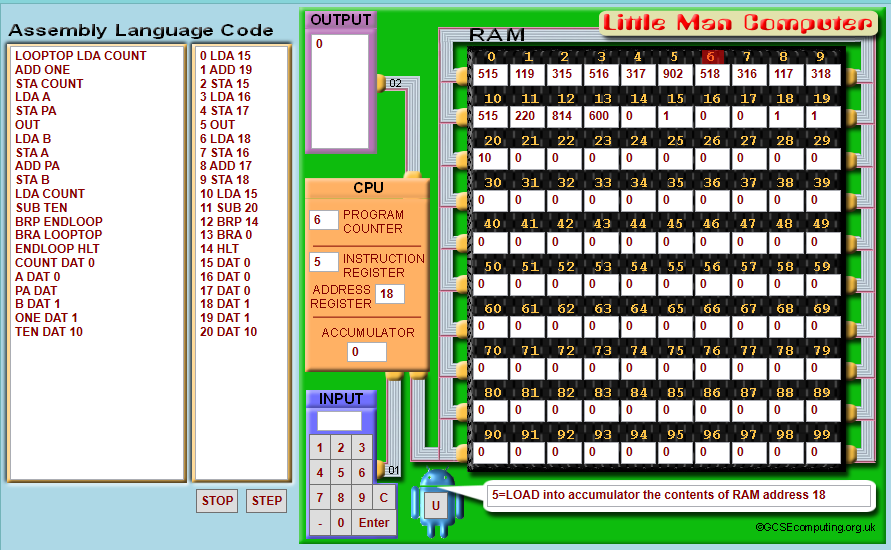 Assembly Language Code
LOOPTOP LDA COUNT
ADD ONE
STA COUNT
LDA A
STA PA
OUT
LDA B
STA A
ADD PA
STA B
LDA COUNT
SUB TEN
BRP ENDLOOP
BRA LOOPTOP
ENDLOOP HLT
COUNT DAT 0
A DAT 0
PA DAT
B DAT 1
ONE DAT 1
TEN DAT 10
0 LDA 15
1 ADD 19
2 STA 15
3 LDA 16
4 STA 17
5 OUT
6 LDA 18
7 STA 16
8 ADD 17
9 STA 18
10 LDA 15
11 SUB 20
12 BRP 14
13 BRA 0
14 HLT
15 DAT 0
16 DAT 0
17 DAT 0
18 DAT 1
19 DAT 1
20 DAT 10
STOP STEP
OUTPUT
0
02
CPU
6 PROGRAM
COUNTER
5 INSTRUCTION
REGISTER
ADDRESS
REGISTER 18
ACCUMULATOR
0
INPUT
1 2 3
4 5 6
7 8 9 C
- 0 Enter
01
Little Man Computer
RAM
0 1 2 3 4 5 6 7 8 9
515 119 315 516 317 902 518 316 117 318
10 11 12 13 14 15 16 17 18 19
515 220 814 600 0 1 0 0 1 1
20 21 22 23 24 25 26 27 28 29
10 0 0 0 0 0 0 0 0 0
30 31 32 33 34 35 36 37 38 39
0 0 0 0 0 0 0 0 0 0
40 41 42 43 44 45 46 47 48 49
0 0 0 0 0 0 0 0 0 0
50 51 52 53 54 55 56 57 58 59
0 0 0 0 0 0 0 0 0 0
60 61 62 63 64 65 66 67 68 69
0 0 0 0 0 0 0 0 0 0
70 71 72 73 74 75 76 77 78 79
0 0 0 0 0 0 0 0 0 0
80 81 82 83 84 85 86 87 88 89
0 0 0 0 0 0 0 0 0 0
90 91 92 93 94 95 96 97 98 99
0 0 0 0 0 0 0 0 0 0
U
5=LOAD into accumulator the contents of RAM address 18
©GCSEcomputing.org.uk